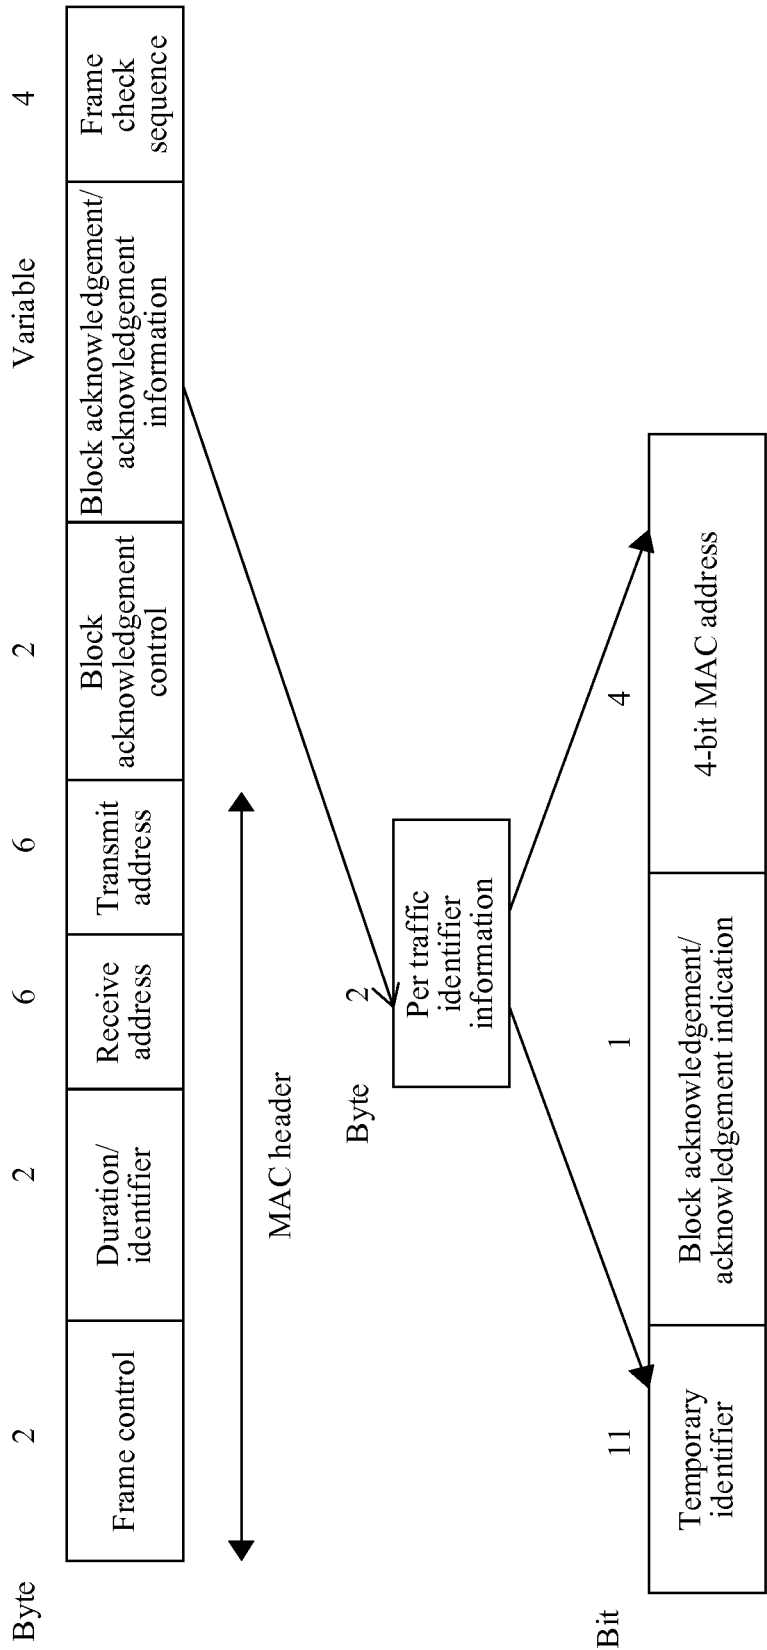 Byte
2
2
6
6
2
Variable
4
Frame control
Duration/
identifier
Receive
address
Transmit
address
Block
acknowledgement
control
Block acknowledgement/
acknowledgement
information
Frame
check
sequence
MAC header
Byte
2
Per traffic
identifier
information
Bit
11
1
4
Temporary
identifier
Block acknowledgement/
acknowledgement indication
4-bit MAC address